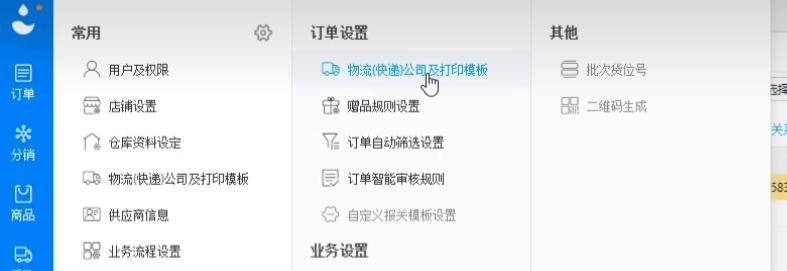 常用
用户及权限
店铺设置
仓库资料设定
物流(快递)公司及打印模板
供应商信息
业务流程设置
订单设置
物流(快递)公司及打印模板
赠品规则设置
订单自动筛选设置
订单智能审核规则
自定义报关模板设置
业务设置
其他
批次货位号
二维码生成
订单
分销
商品
选择
583